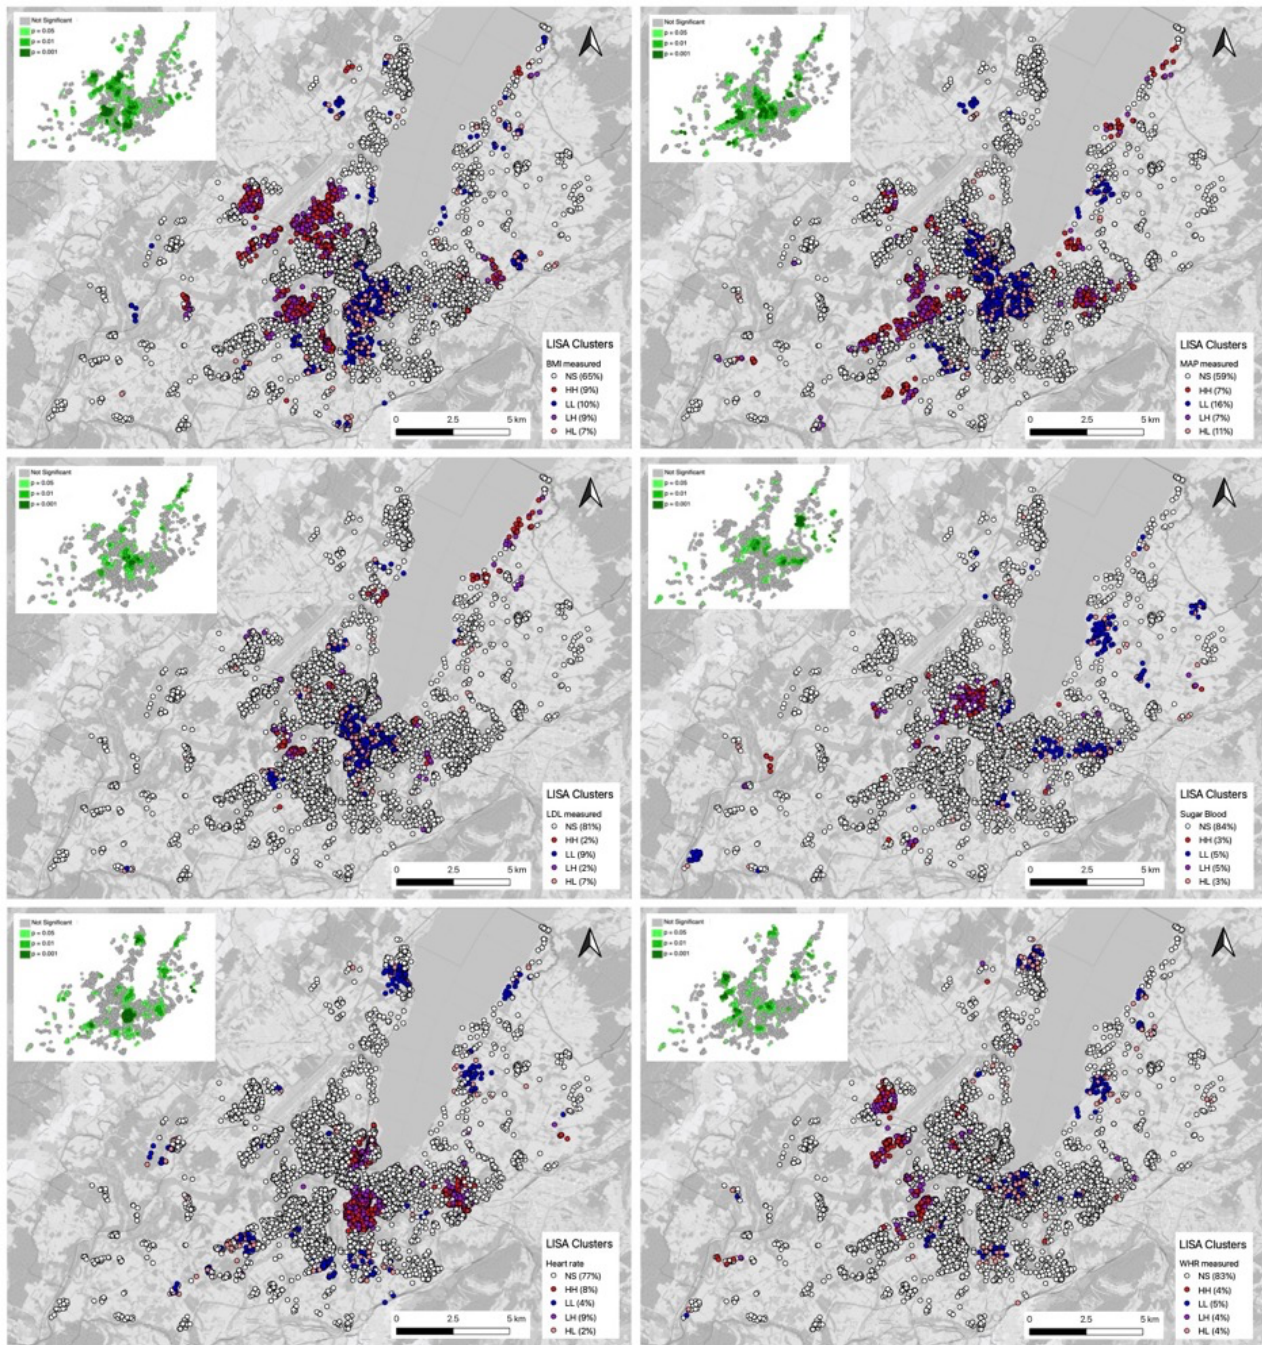 Not Significant
p = 0.05
p = 0.01
p = 0.001
LISA Clusters
BMI measured
NS (65%)
HH (9%)
LL (10%)
LH (9%)
HL (7%)
0 2.5 5 km
Not Significant
p = 0.05
p = 0.01
p = 0.001
LISA Clusters
MAP measured
NS (59%)
HH (7%)
LL (16%)
LH (7%)
HL (11%)
0 2.5 5 km
Not Significant
p = 0.05
p = 0.01
p = 0.001
LISA Clusters
LDL measured
NS (81%)
HH (2%)
LL (9%)
LH (2%)
HL (7%)
0 2.5 5 km
Not Significant
p = 0.05
p = 0.01
p = 0.001
LISA Clusters
Sugar Blood
NS (84%)
HH (3%)
LL (5%)
LH (5%)
HL (3%)
0 2.5 5 km
Not Significant
p = 0.05
p = 0.01
p = 0.001
LISA Clusters
Heart rate
NS (77%)
HH (8%)
LL (4%)
LH (9%)
HL (2%)
0 2.5 5 km
Not Significant
p = 0.05
p = 0.01
p = 0.001
LISA Clusters
WHR measured
NS (83%)
HH (4%)
LL (5%)
LH (4%)
HL (4%)
0 2.5 5 km